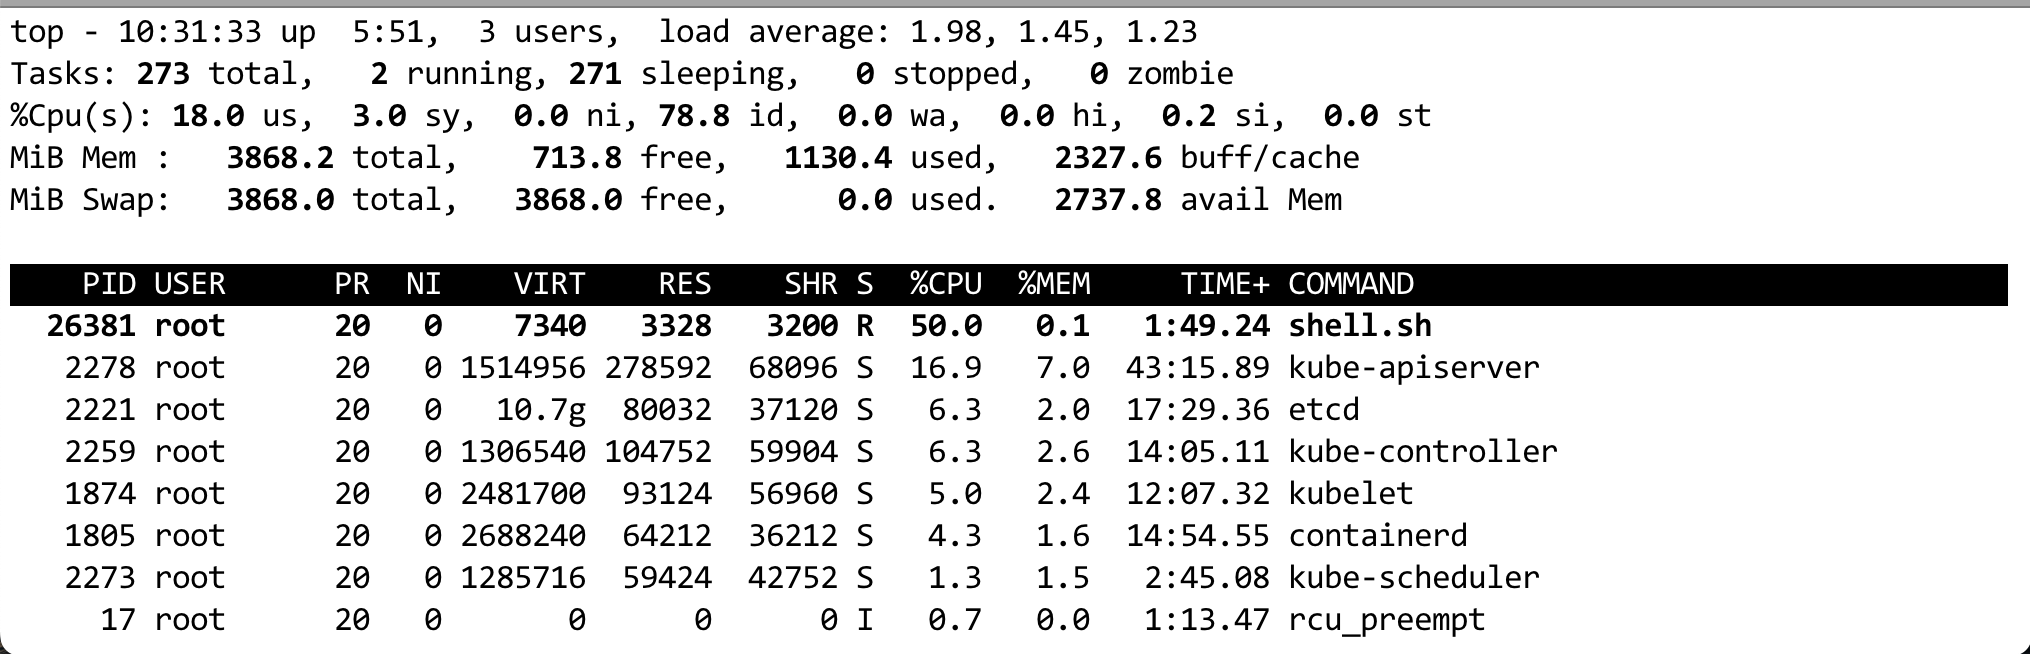 top - 10:31:33 up  5:51,  3 users,  load average: 1.98, 1.45, 1.23
Tasks: 273 total,   2 running, 271 sleeping,   0 stopped,   0 zombie
%Cpu(s): 18.0 us,  3.0 sy,  0.0 ni, 78.8 id,  0.0 wa,  0.0 hi,  0.2 si,  0.0 st
MiB Mem :   3868.2 total,    713.8 free,   1130.4 used,   2327.6 buff/cache
MiB Swap:   3868.0 total,   3868.0 free,      0.0 used.   2737.8 avail Mem
    PID USER      PR  NI    VIRT    RES    SHR S  %CPU  %MEM     TIME+ COMMAND
  26381 root      20   0    7340   3328   3200 R  50.0   0.1   1:49.24 shell.sh
   2278 root      20   0 1514956 278592  68096 S  16.9   7.0  43:15.89 kube-apiserver
   2221 root      20   0   10.7g  80032  37120 S   6.3   2.0  17:29.36 etcd
   2259 root      20   0 1306540 104752  59904 S   6.3   2.6  14:05.11 kube-controller
   1874 root      20   0 2481700  93124  56960 S   5.0   2.4  12:07.32 kubelet
   1805 root      20   0 2688240  64212  36212 S   4.3   1.6  14:54.55 containerd
   2273 root      20   0 1285716  59424  42752 S   1.3   1.5   2:45.08 kube-scheduler
     17 root      20   0       0      0      0 I   0.7   0.0   1:13.47 rcu_preempt